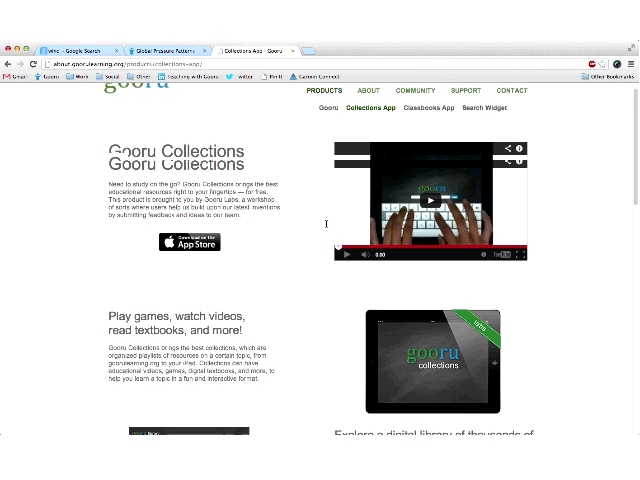 wind - Google Search
Global Pressure Patterns
Collections App - Gooru
about.goorulearning.org/products/collections-app/
Gmail
Gooru
Work
Social
Other
Teaching with Gooru
twitter
Pin It
Garmin Connect
Other Bookmarks
gooru
PRODUCTS ABOUT COMMUNITY SUPPORT CONTACT
Gooru Collections App Classbooks App Search Widget
Gooru Collections
Gooru Collections
Need to study on the go? Gooru Collections brings the best
educational resources right to your fingertips — for free.
This product is brought to you by Gooru Labs, a workshop
of sorts where users help us build upon our latest inventions
by submitting feedback and ideas to our team.
Download on the
App Store
gooru
0:00
YouTube
Play games, watch videos,
read textbooks, and more!
Gooru Collections brings the best collections, which are
organized playlists of resources on a certain topic, from
goorulearning.org to your iPad. Collections can have
educational videos, games, digital textbooks, and more, to
help you learn a topic in a fun and interactive format.
labs
gooru
collections
Explore a digital library of thousands of